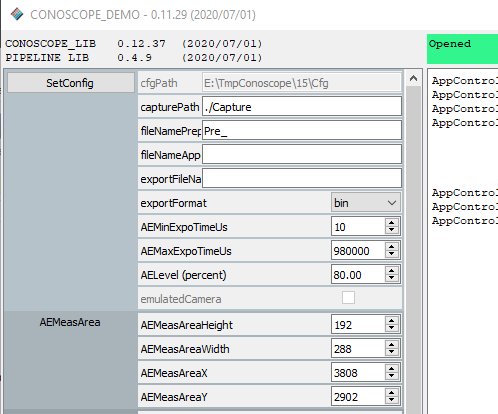 CONOSCOPE_DEMO - 0.11.29 (2020/07/01)
CONOSCOPE_LIB 0.12.37 (2020/07/01)
PIPELINE LIB 0.4.9 (2020/07/01)
Opened
SetConfig
cfgPath E:\TmpConoscope\15\Cfg
capturePath ./Capture
fileNamePrep Pre_
fileNameApp
exportFileNa
exportFormat bin
AEMinExpoTimeUs 10
AEMaxExpoTimeUs 980000
AELevel (percent) 80.00
emulatedCamera
AEMeasArea
AEMeasAreaHeight 192
AEMeasAreaWidth 288
AEMeasAreaX 3808
AEMeasAreaY 2902
AppControl
AppControl
AppControl
AppControl
AppControl
AppControl
AppControl